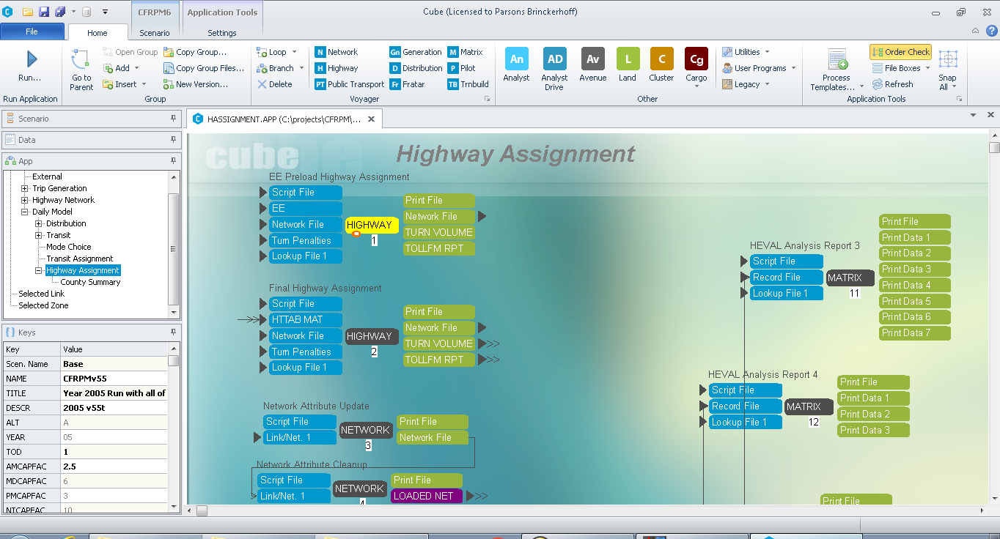 CFRPM6
Application Tools
Cube (Licensed to Parsons Brinckerhoff)
File
Home
Scenario
Settings
Run...
Run Application
Go to
Parent
Open Group
Add
Insert
Copy Group...
Copy Group Files...
New Version...
Group
Loop
Branch
Delete
N Network
H Highway
PT Public Transport
Gn Generation
D Distribution
Fr Fratar
M Matrix
P Pilot
TB Trnbuild
Voyager
An
Analyst
AD
Analyst
Drive
Av
Avenue
L
Land
C
Cluster
Cg
Cargo
Utilities
User Programs
Legacy
Other
Process
Templates...
Order Check
File Boxes
Refresh
Snap
All
Application Tools
Scenario
Data
App
External
Trip Generation
Highway Network
Daily Model
Distribution
Transit
Mode Choice
Transit Assignment
Highway Assignment
County Summary
Selected Link
Selected Zone
Keys
Key Value
Scen. Name Base
NAME CFRPMv55
TITLE Year 2005 Run with all of
DESCR 2005 v55t
ALT A
YEAR 05
TOD 1
AMCAPFAC 2.5
MDCAPFAC 6
PMCAPFAC 3
NTCAPFAC 10
HASSIGNMENT.APP (C:\projects\CFRPM\...
cube
Highway Assignment
EE Preload Highway Assignment
Script File
EE
Network File
Turn Penalties
Lookup File 1
HIGHWAY
1
Print File
Network File
TURN VOLUME
TOLLFM RPT
Final Highway Assignment
Script File
HTTAB MAT
Network File
Turn Penalties
Lookup File 1
HIGHWAY
2
Print File
Network File
TURN VOLUME
TOLLFM RPT
Network Attribute Update
Script File
Link/Net. 1
NETWORK
3
Print File
Network File
Network Attribute Cleanup
Script File
Link/Net. 1
NETWORK
4
Print File
LOADED NET
HEVAL Analysis Report 3
Script File
Record File
Lookup File 1
MATRIX
11
Print File
Print Data 1
Print Data 2
Print Data 3
Print Data 4
Print Data 5
Print Data 6
Print Data 7
HEVAL Analysis Report 4
Script File
Record File
Lookup File 1
MATRIX
12
Print File
Print Data 1
Print Data 2
Print Data 3
Print File